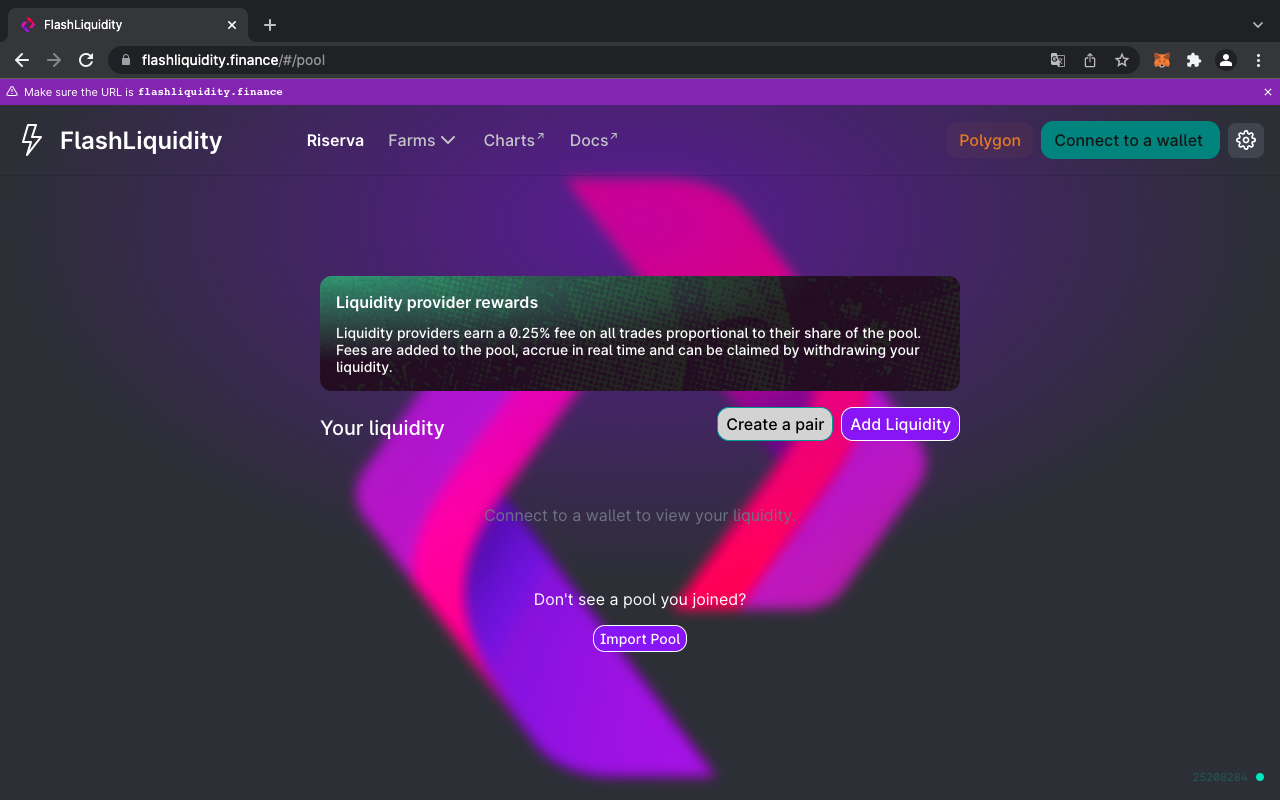 FlashLiquidity
flashliquidity.finance/#/pool
Make sure the URL is flashliquidity.finance
FlashLiquidity
Riserva
Farms
Charts↗
Docs↗
Polygon
Connect to a wallet
Liquidity provider rewards
Liquidity providers earn a 0.25% fee on all trades proportional to their share of the pool.
Fees are added to the pool, accrue in real time and can be claimed by withdrawing your
liquidity.
Your liquidity
Create a pair
Add Liquidity
Connect to a wallet to view your liquidity.
Don't see a pool you joined?
Import Pool
25208284